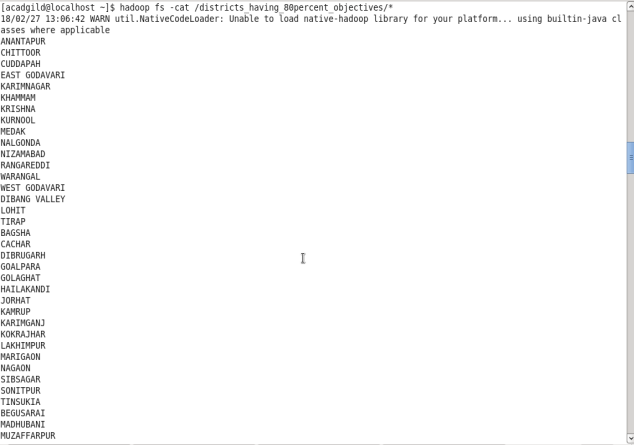 [acadgild@localhost ~]$ hadoop fs -cat /districts_having_80percent_objectives/*
18/02/27 13:06:42 WARN util.NativeCodeLoader: Unable to load native-hadoop library for your platform... using builtin-java cl
asses where applicable
ANANTAPUR
CHITTOOR
CUDDAPAH
EAST GODAVARI
KARIMNAGAR
KHAMMAM
KRISHNA
KURNOOL
MEDAK
NALGONDA
NIZAMABAD
RANGAREDDI
WARANGAL
WEST GODAVARI
DIBANG VALLEY
LOHIT
TIRAP
BAGSHA
CACHAR
DIBRUGARH
GOALPARA
GOLAGHAT
HAILAKANDI
JORHAT
KAMRUP
KARIMGANJ
KOKRAJHAR
LAKHIMPUR
MARIGAON
NAGAON
SIBSAGAR
SONITPUR
TINSUKIA
BEGUSARAI
MADHUBANI
MUZAFFARPUR